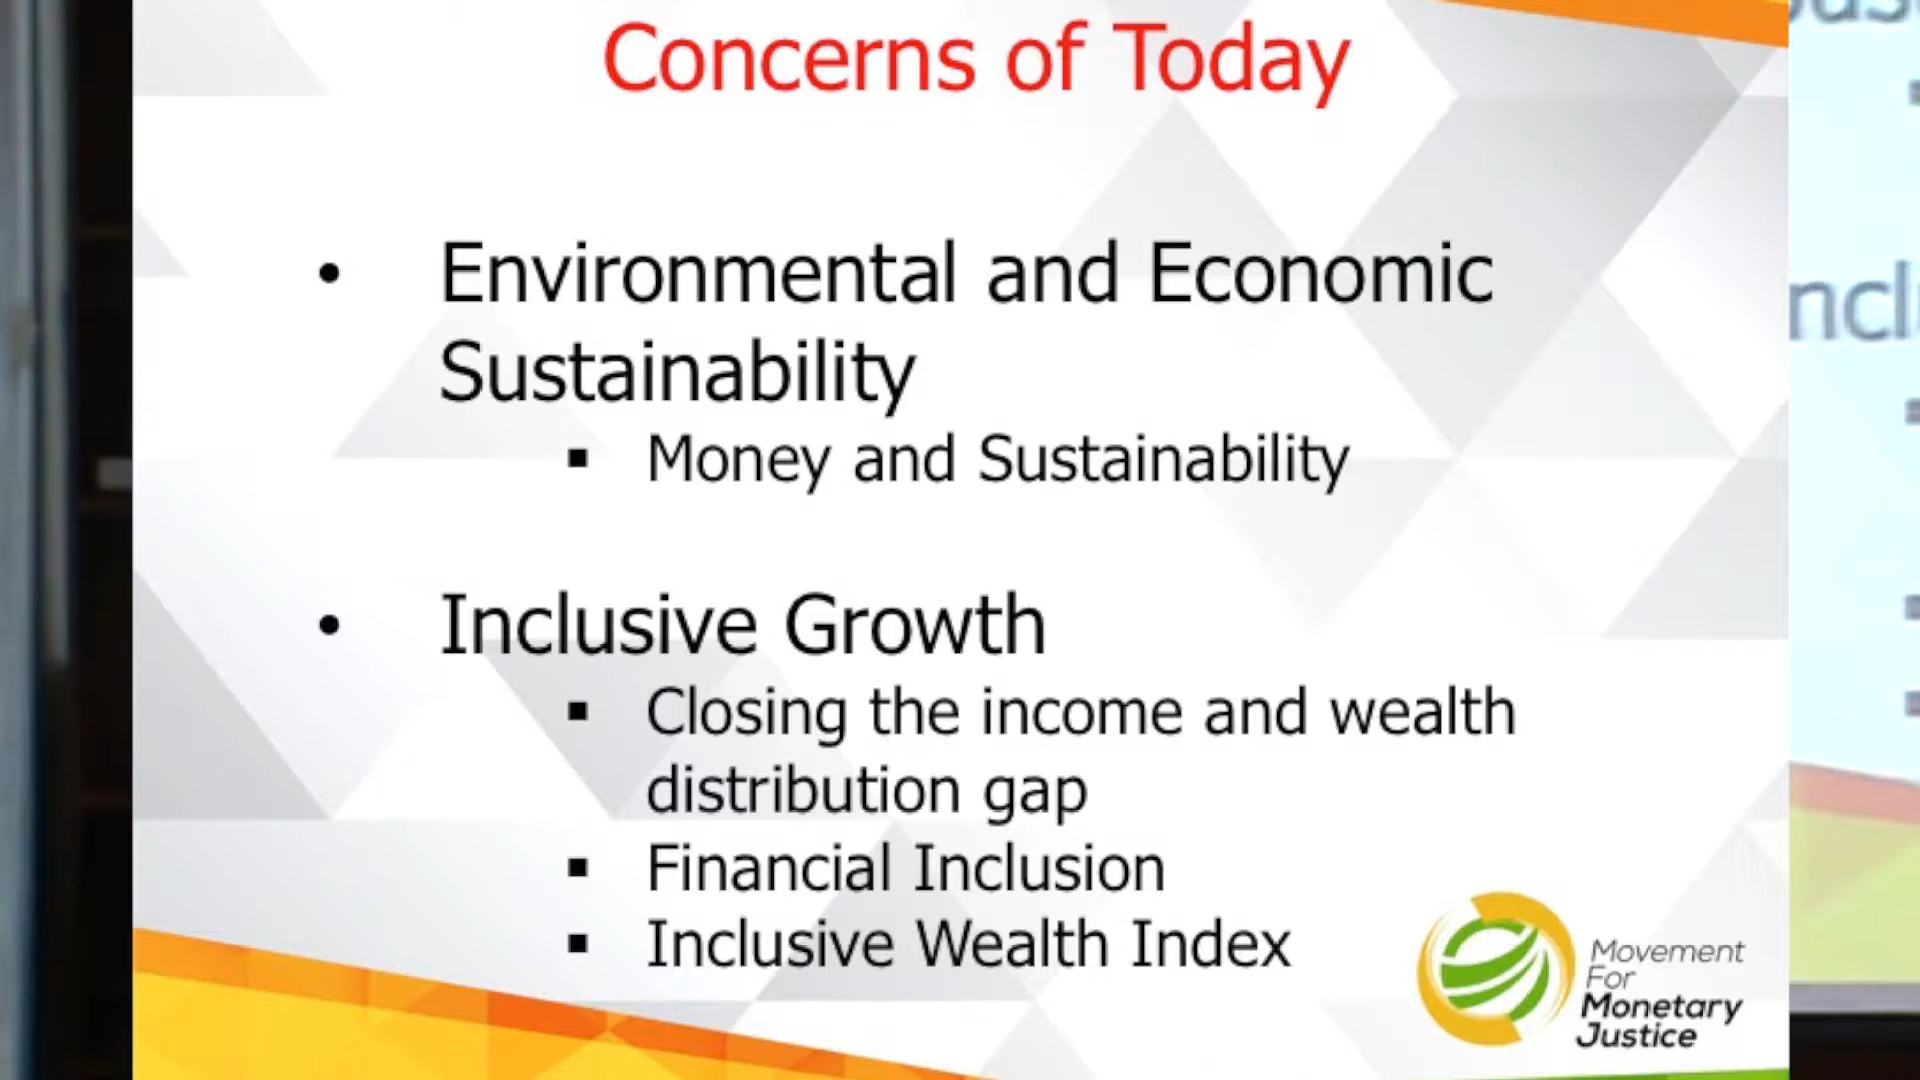 Concerns of Today
• Environmental and Economic
Sustainability
▪ Money and Sustainability
• Inclusive Growth
▪ Closing the income and wealth
distribution gap
▪ Financial Inclusion
▪ Inclusive Wealth Index
Movement
For
Monetary
Justice